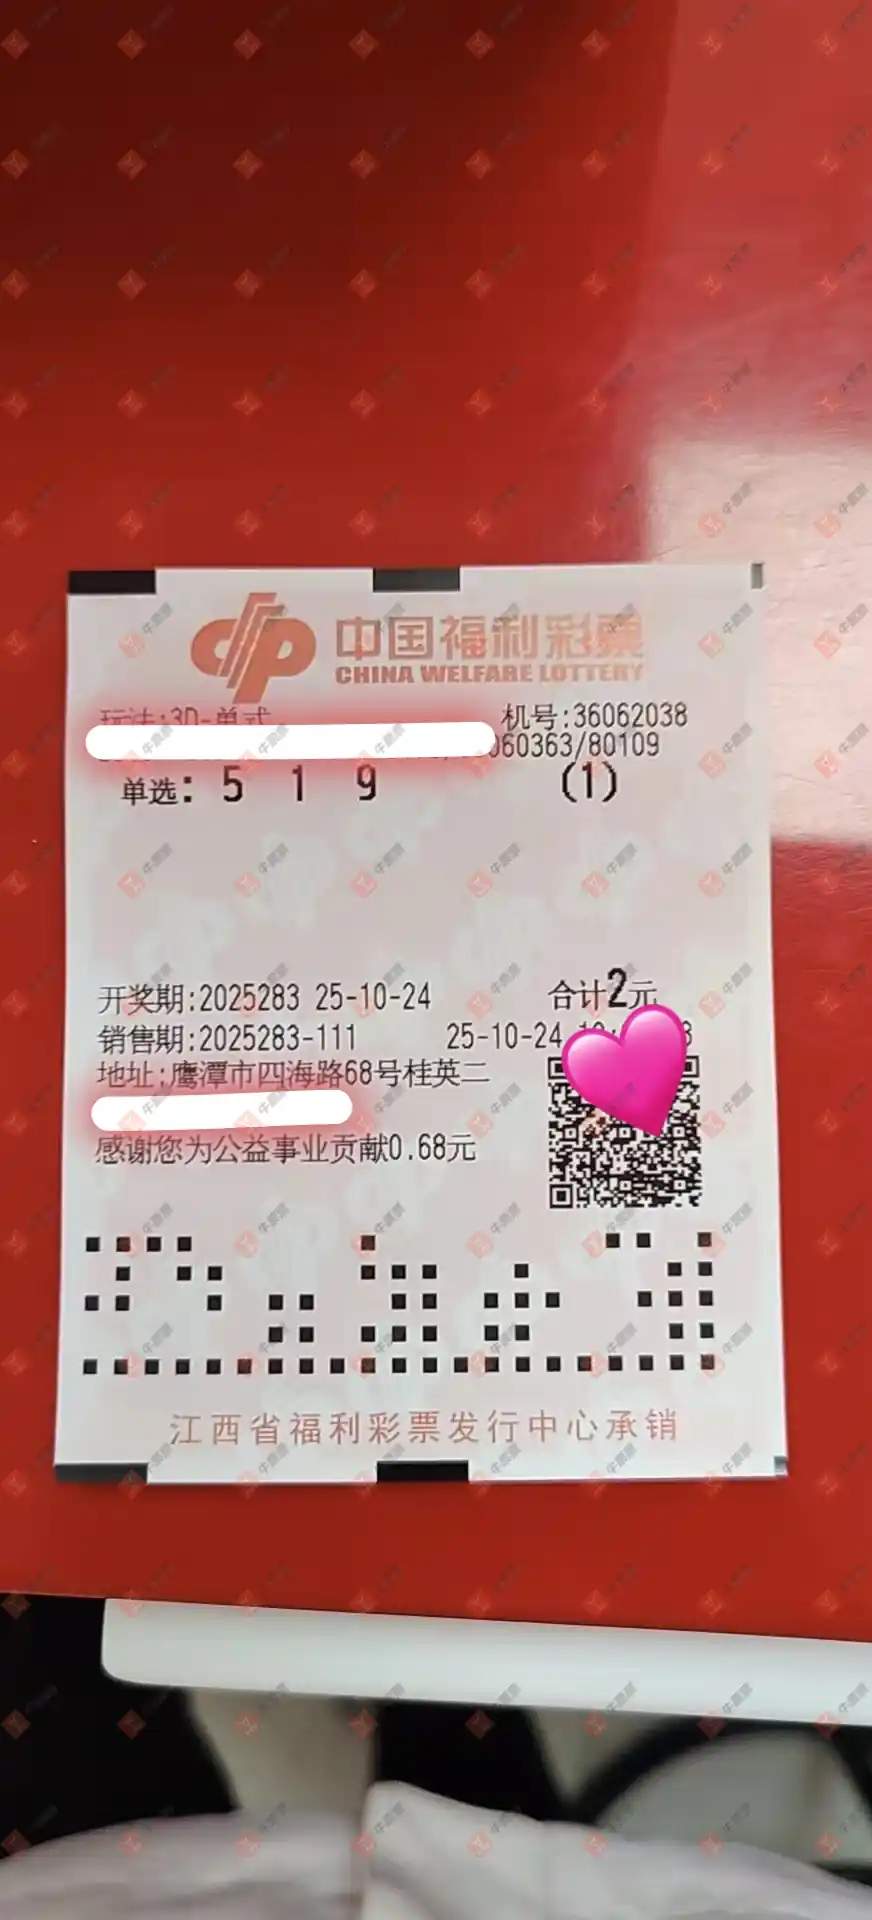 中国福利彩票
CHINA WELFARE LOTTERY
玩法:3D-单式 机号:36062038
060363/80109
单选: 5 1 9 (1)
开奖期:2025283 25-10-24 合计2元
销售期:2025283-111 25-10-24
地址:鹰潭市四海路68号桂英二
感谢您为公益事业贡献0.68元
江西省福利彩票发行中心承销